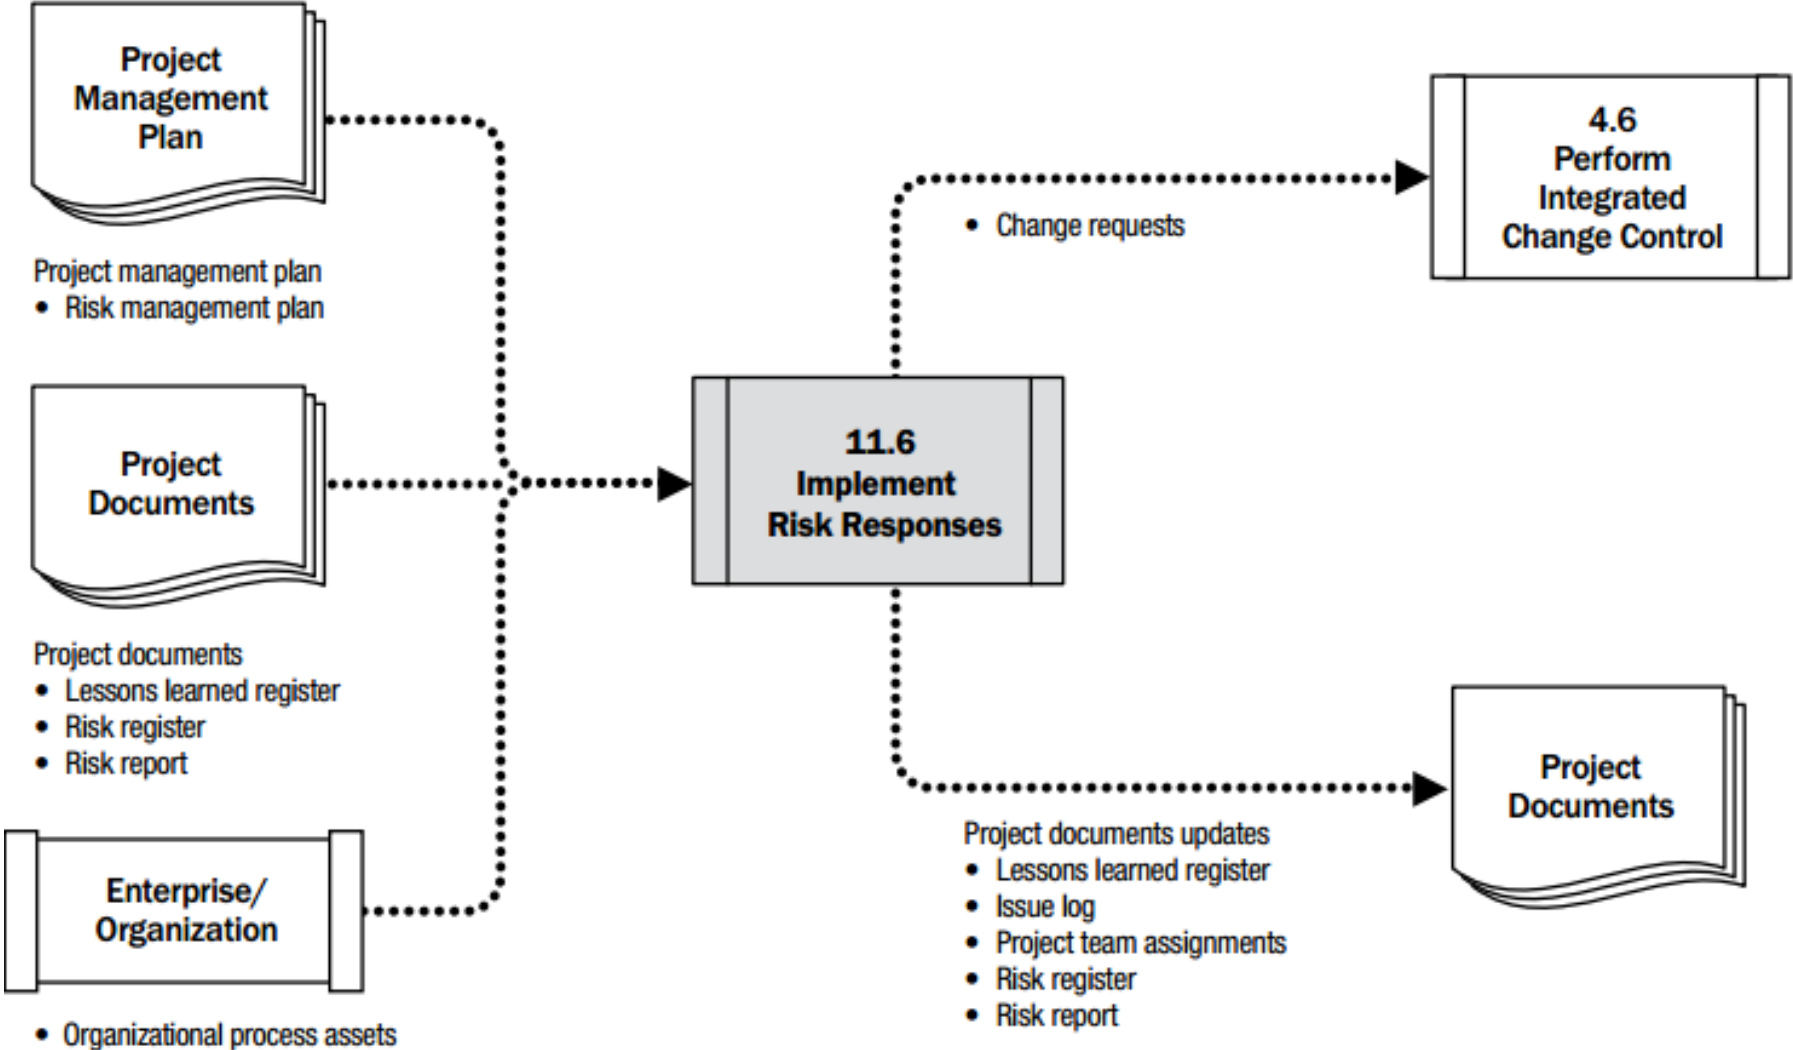 Project
Management
Plan
Project management plan
• Risk management plan
Project
Documents
Project documents
• Lessons learned register
• Risk register
• Risk report
Enterprise/
Organization
• Organizational process assets
11.6
Implement
Risk Responses
• Change requests
4.6
Perform
Integrated
Change Control
Project documents updates
• Lessons learned register
• Issue log
• Project team assignments
• Risk register
• Risk report
Project
Documents